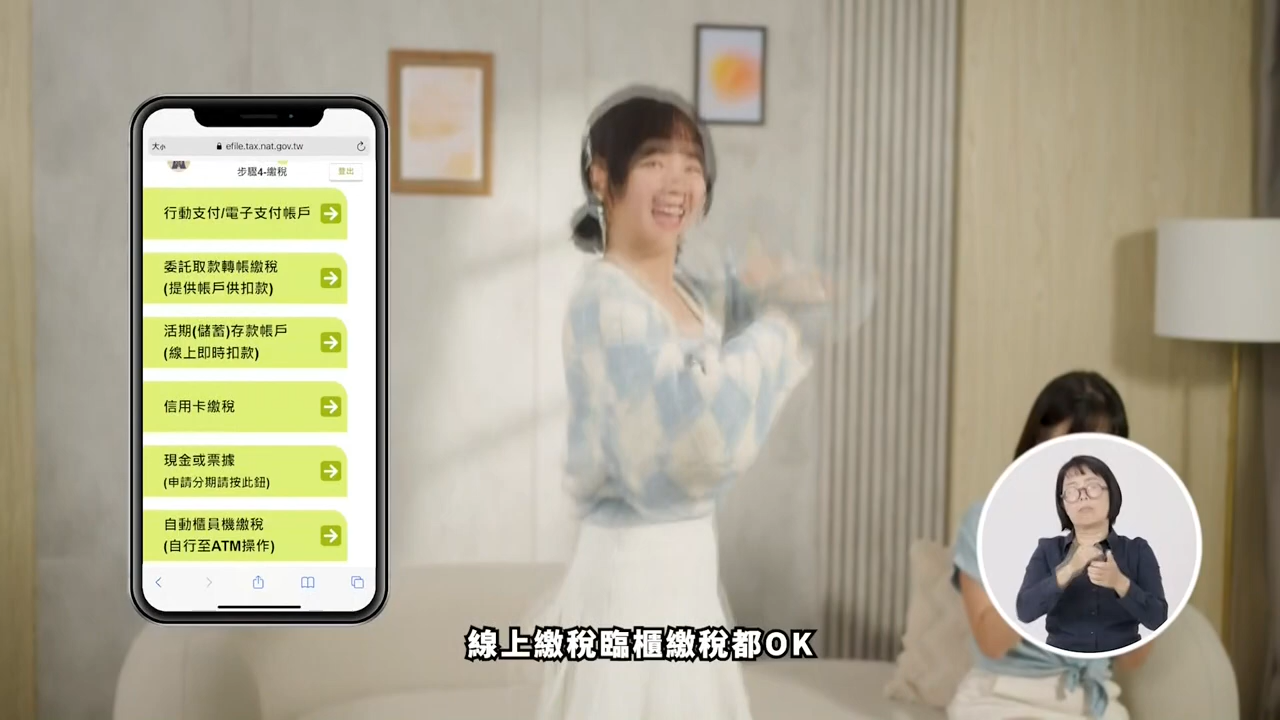 大小
efile.tax.nat.gov.tw
步驟4-繳稅
登出
行動支付/電子支付帳戶
委託取款轉帳繳稅
(提供帳戶供扣款)
活期(儲蓄)存款帳戶
(線上即時扣款)
信用卡繳稅
現金或票據
(申請分期請按此鈕)
自動櫃員機繳稅
(自行至ATM操作)
線上繳稅臨櫃繳稅都OK